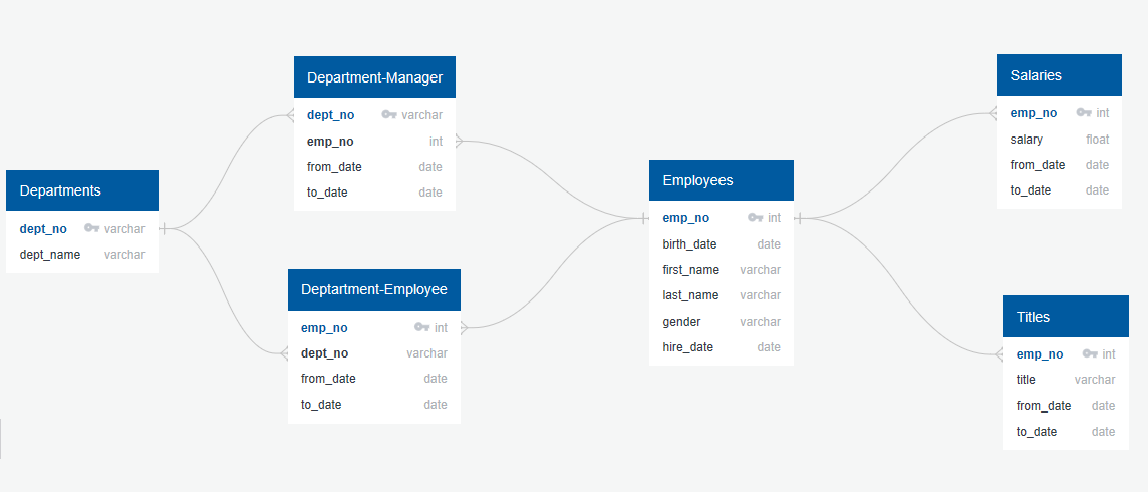 Departments
dept_no varchar
dept_name varchar
Department-Manager
dept_no varchar
emp_no int
from_date date
to_date date
Deptartment-Employee
emp_no int
dept_no varchar
from_date date
to_date date
Employees
emp_no int
birth_date date
first_name varchar
last_name varchar
gender varchar
hire_date date
Salaries
emp_no int
salary float
from_date date
to_date date
Titles
emp_no int
title varchar
from_date date
to_date date